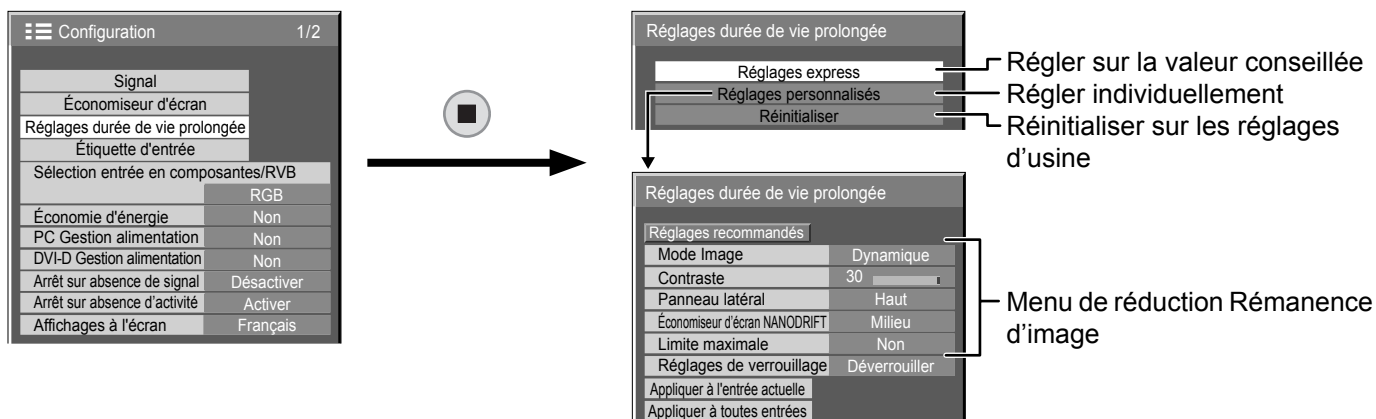 Configuration 1/2
Signal
Économiseur d'écran
Réglages durée de vie prolongée
Étiquette d'entrée
Sélection entrée en composantes/RVB
RGB
Économie d'énergie Non
PC Gestion alimentation Non
DVI-D Gestion alimentation Non
Arrêt sur absence de signal Désactiver
Arrêt sur absence d'activité Activer
Affichages à l'écran Français
Réglages durée de vie prolongée
Réglages express
Réglages personnalisés
Réinitialiser
Régler sur la valeur conseillée
Régler individuellement
Réinitialiser sur les réglages
d'usine
Réglages durée de vie prolongée
Réglages recommandés
Mode Image Dynamique
Contraste 30
Panneau latéral Haut
Économiseur d'écran NANODRIFT Milieu
Limite maximale Non
Réglages de verrouillage Déverrouiller
Appliquer à l'entrée actuelle
Appliquer à toutes entrées
Menu de réduction Rémanence
d'image